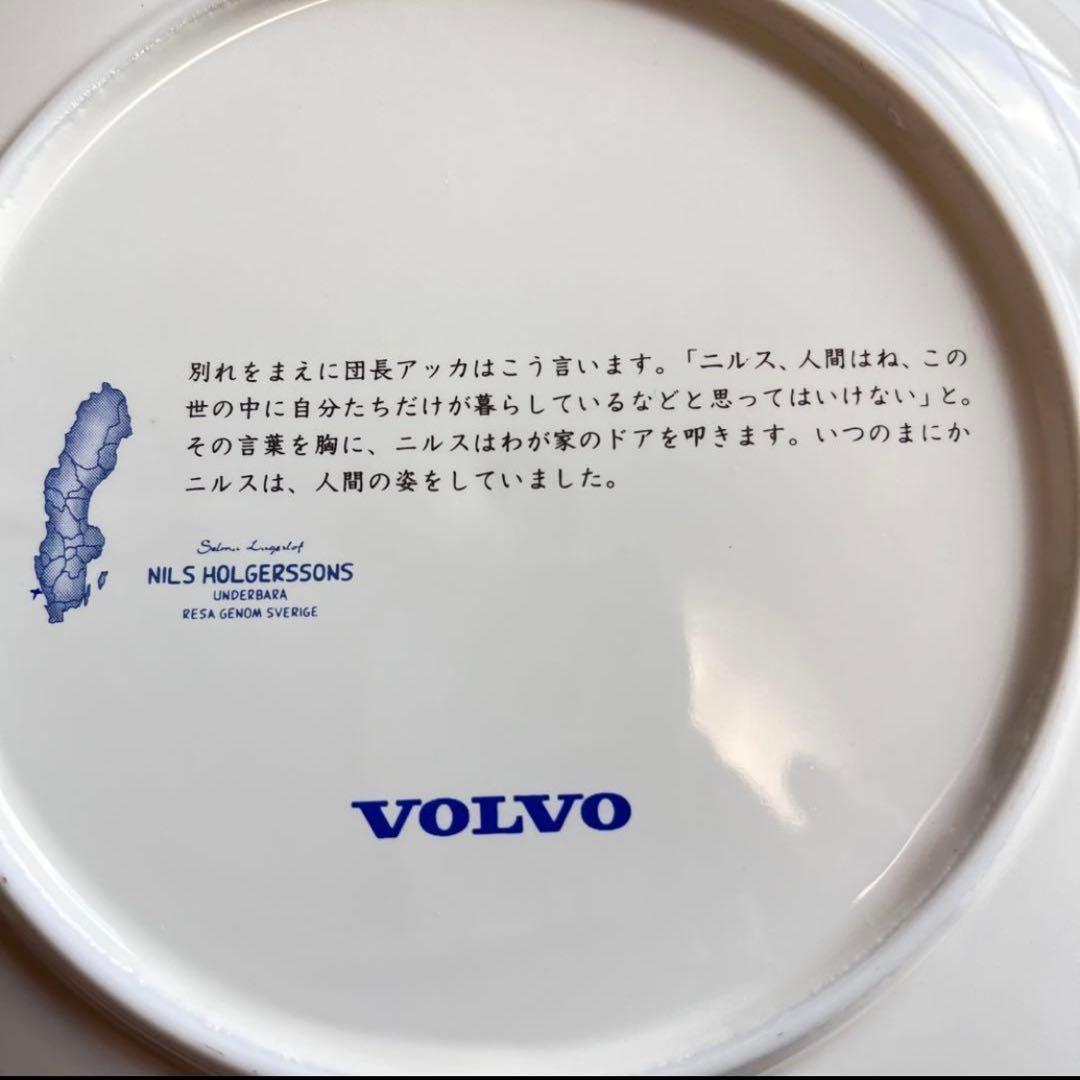 別れをまえに団長アッカはこう言います。「ニルス、人間はね、この
世の中に自分たちだけが暮らしているなどと思ってはいけない」と。
その言葉を胸に、ニルスはわが家のドアを叩きます。いつのまにか
ニルスは、人間の姿をしていました。
Selma Lagerlöf
NILS HOLGERSSONS
UNDERBARA
RESA GENOM SVERIGE
VOLVO